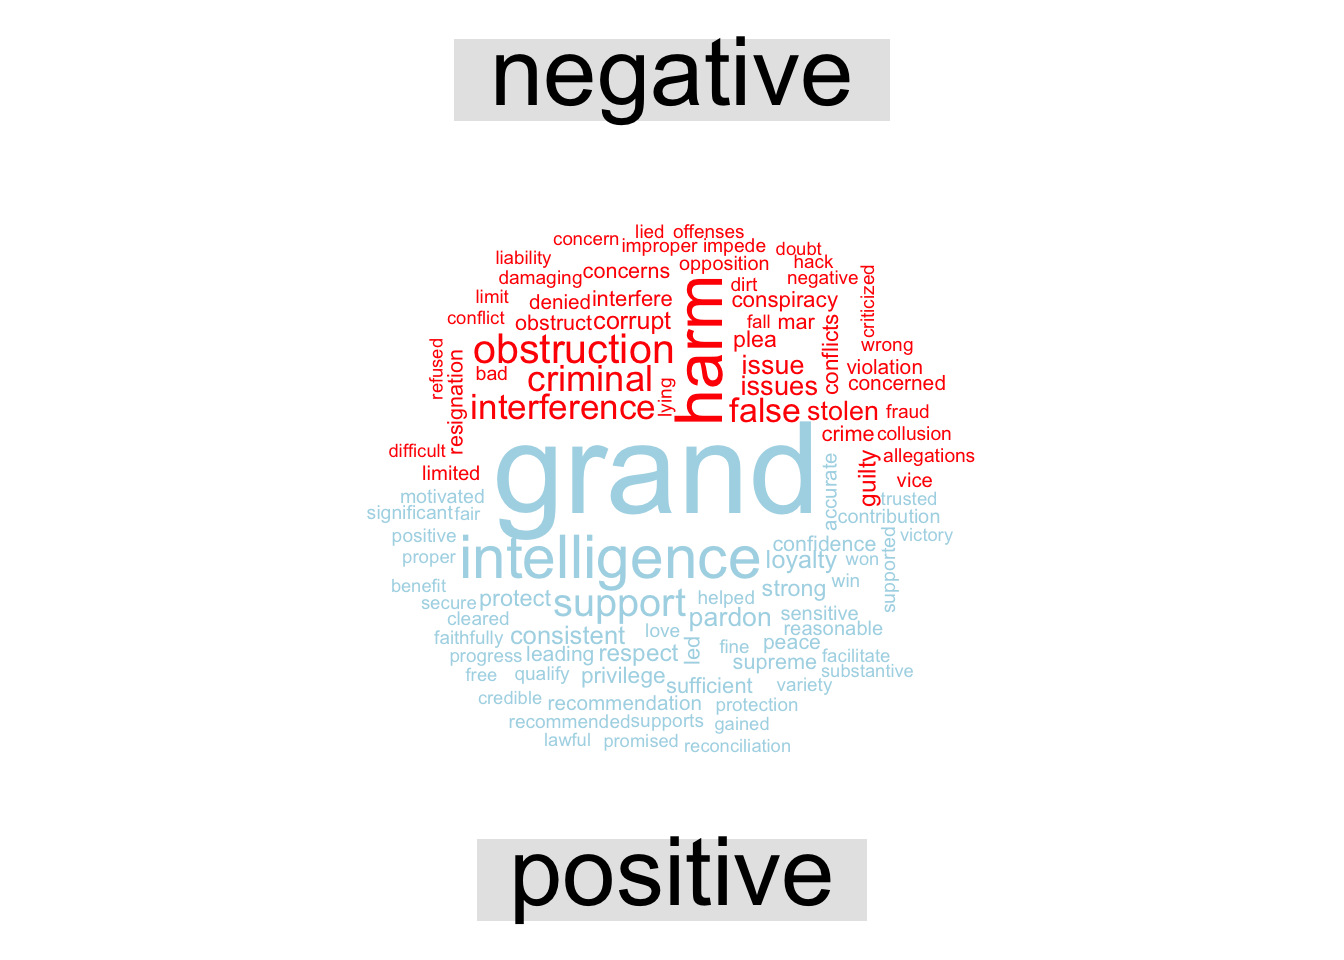 negative
lied offenses
concern improper impede doubt
liability opposition hack
damaging concerns dirt negative
limit denied interfere harm conspiracy criticized
conflict obstruct corrupt fall mar conflicts
refused resignation obstruction plea wrong
bad criminal lying issue violation
interference issues concerned
false stolen fraud
difficult crime collusion
limited guilty allegations
vice
grand accurate
motivated trusted
significant fair contribution
positive confidence victory
proper intelligence loyalty won supported
benefit strong win
secure protect support helped
cleared pardon sensitive
faithfully consistent love reasonable
progress leading respect led fine peace facilitate
free qualify privilege supreme substantive
sufficient variety
credible recommendation protection
recommended supports gained
lawful promised reconciliation
positive